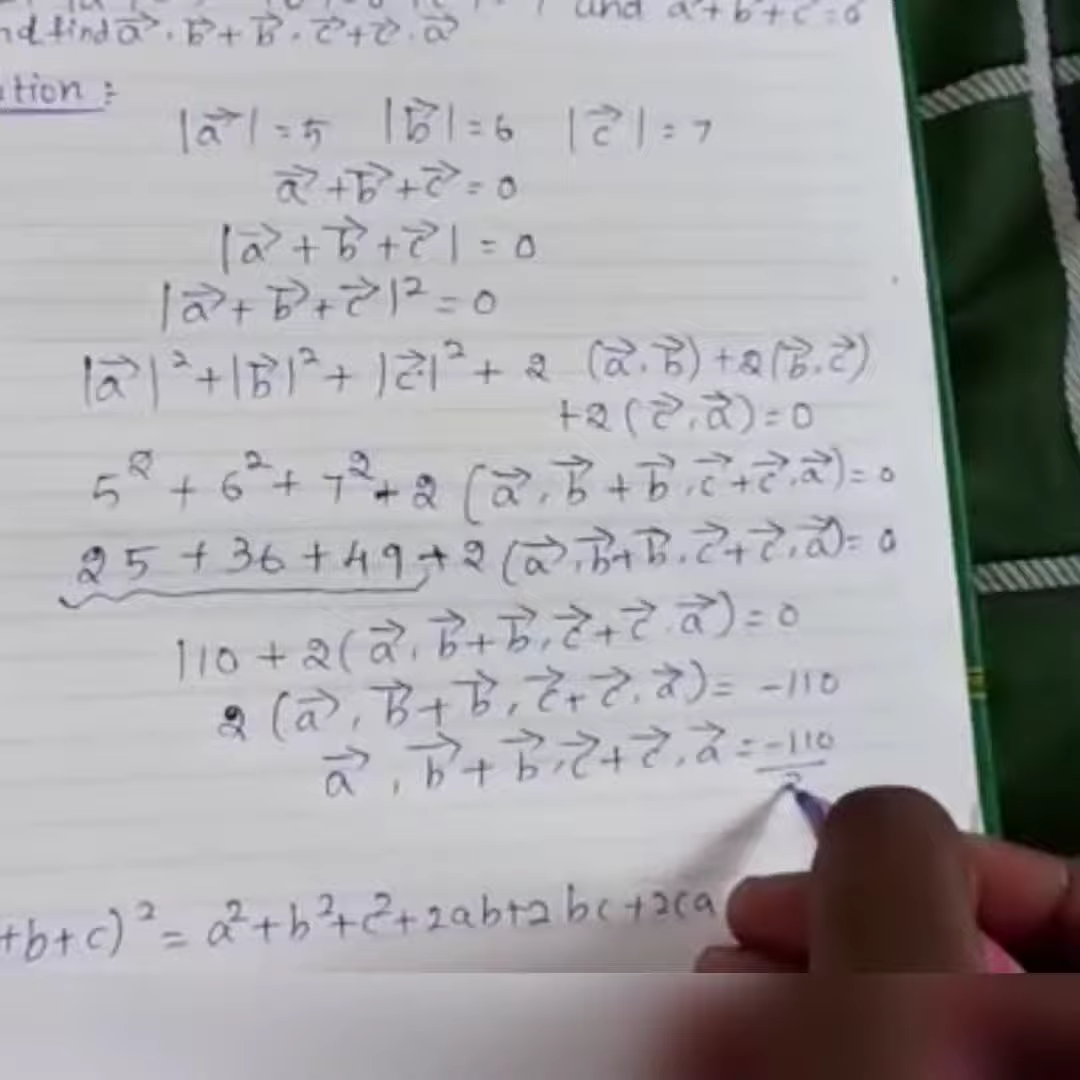 and a⃗+b⃗+c⃗=0
find a⃗.b⃗+b⃗.c⃗+c⃗.a⃗
tion :
|a⃗|=5 |b⃗|=6 |c⃗|=7
a⃗+b⃗+c⃗=0
|a⃗+b⃗+c⃗|=0
|a⃗+b⃗+c⃗|²=0
|a⃗|²+|b⃗|²+|c⃗|²+2 (a⃗.b⃗)+2(b⃗.c⃗)
+2(c⃗.a⃗)=0
5²+6²+7²+2(a⃗.b⃗+b⃗.c⃗+c⃗.a⃗)=0
25+36+49+2(a⃗.b⃗+b⃗.c⃗+c⃗.a⃗)=0
110+2(a⃗.b⃗+b⃗.c⃗+c⃗.a⃗)=0
2(a⃗.b⃗+b⃗.c⃗+c⃗.a⃗)=-110
a⃗.b⃗+b⃗.c⃗+c⃗.a⃗=-110/2
+b+c)²=a²+b²+c²+2ab+2bc+2ca